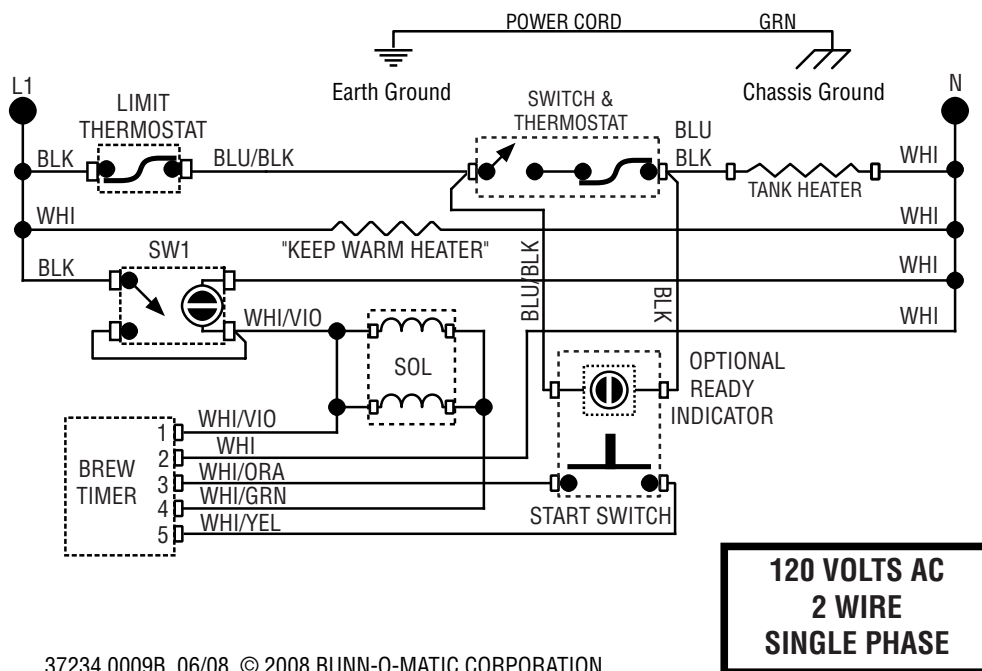 POWER CORD GRN
L1
Earth Ground
Chassis Ground
N
LIMIT
THERMOSTAT
SWITCH &
THERMOSTAT
BLK
BLU/BLK
BLU
BLK
WHI
TANK HEATER
WHI
"KEEP WARM HEATER"
WHI
SW1
BLK
WHI
BLU/BLK
BLK
WHI/VIO
WHI
SOL
OPTIONAL
READY
INDICATOR
BREW
TIMER
1 WHI/VIO
2 WHI
3 WHI/ORA
4 WHI/GRN
5 WHI/YEL
START SWITCH
120 VOLTS AC
2 WIRE
SINGLE PHASE
37234.0009B 06/08 © 2008 BUNN-O-MATIC CORPORATION